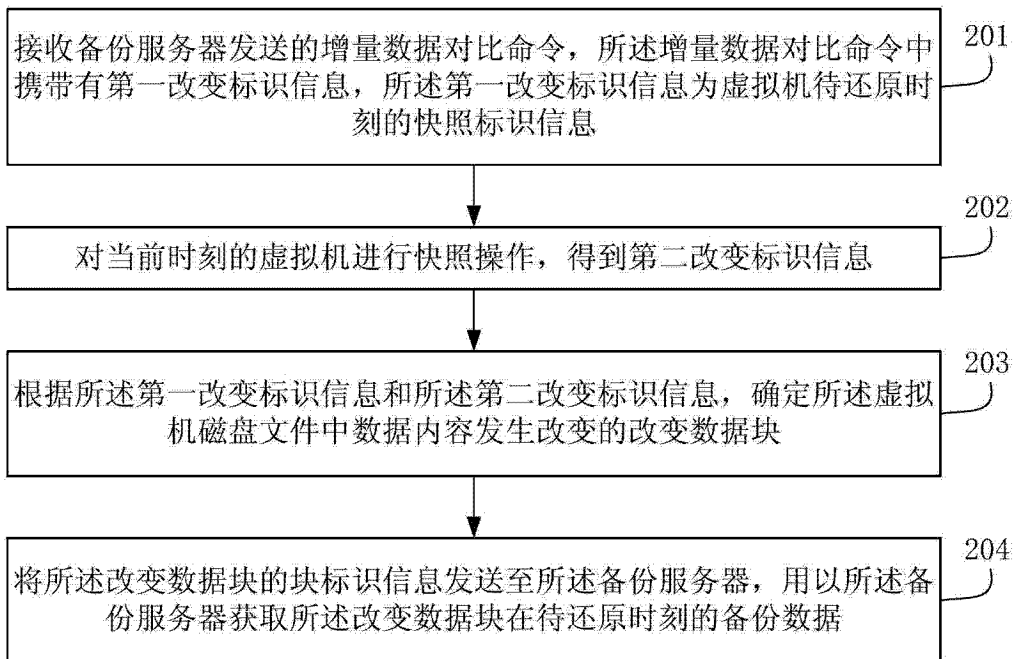 接收备份服务器发送的增量数据对比命令，所述增量数据对比命令中
携带有第一改变标识信息，所述第一改变标识信息为虚拟机待还原时
刻的快照标识信息
201
对当前时刻的虚拟机进行快照操作，得到第二改变标识信息
202
根据所述第一改变标识信息和所述第二改变标识信息，确定所述虚拟
机磁盘文件中数据内容发生改变的改变数据块
203
将所述改变数据块的块标识信息发送至所述备份服务器，用以所述备
份服务器获取所述改变数据块在待还原时刻的备份数据
204